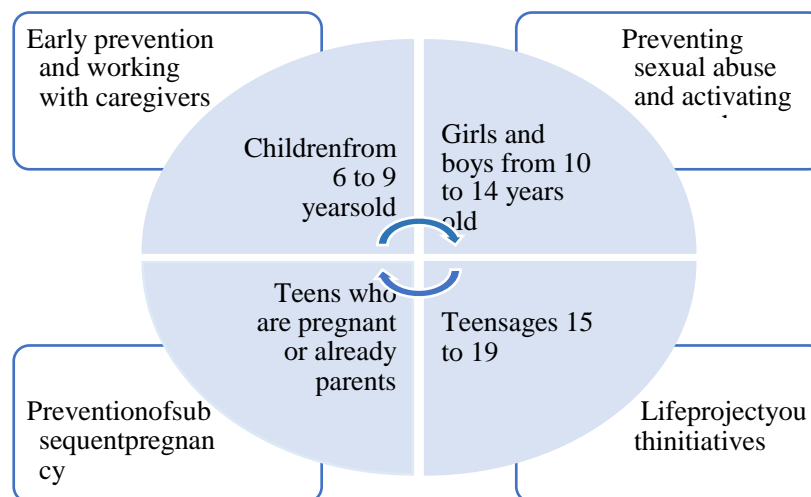 Early prevention
and working
with caregivers
Preventing
sexual abuse
and activating
Childrenfrom
6 to 9
yearsold
Girls and
boys from 10
to 14 years
old
Teens who
are pregnant
or already
parents
Teensages 15
to 19
Preventionofsub
sequentpregnan
cy
Lifeprojectyou
thinitiatives